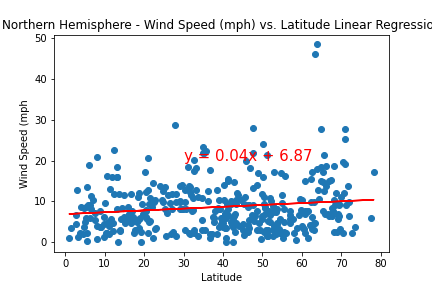 Northern Hemisphere - Wind Speed (mph) vs. Latitude Linear Regressio
50
40
30
20
10
0
Wind Speed (mph
y = 0.04x + 6.87
0 10 20 30 40 50 60 70 80
Latitude